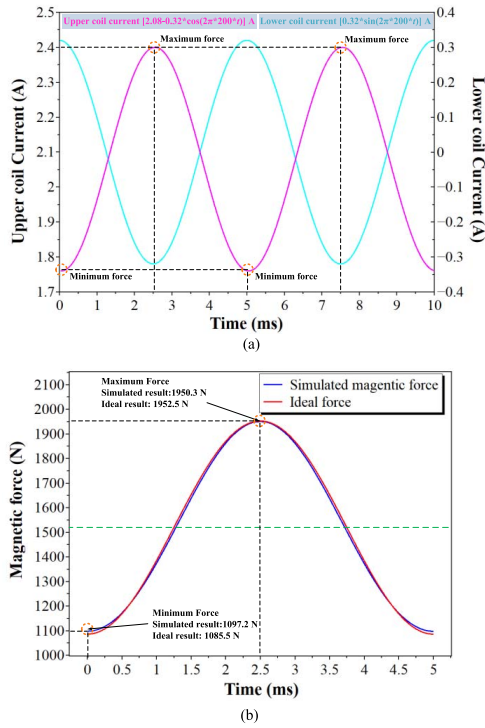 Upper coil current [2.08-0.32*cos(2π*200*t)] A Lower coil current [0.32*sin(2π*200*t)] A
2.4 2.3 2.2 2.1 2 1.9 1.8 1.7
Upper coil Current (A)
Maximum force Maximum force
Minimum force Minimum force
0.4 0.3 0.2 0.1 0 −0.1 −0.2 −0.3 −0.4
Lower coil Current (A)
0 1 2 3 4 5 6 7 8 9 10
Time (ms)
(a)
2100 2000 1900 1800 1700 1600 1500 1400 1300 1200 1100 1000
Magnetic force (N)
Maximum Force
Simulated result:1950.3 N
Ideal result: 1952.5 N
Simulated magentic force
Ideal force
Minimum Force
Simulated result:1097.2 N
Ideal result: 1085.5 N
0 0.5 1 1.5 2 2.5 3 3.5 4 4.5 5
Time (ms)
(b)